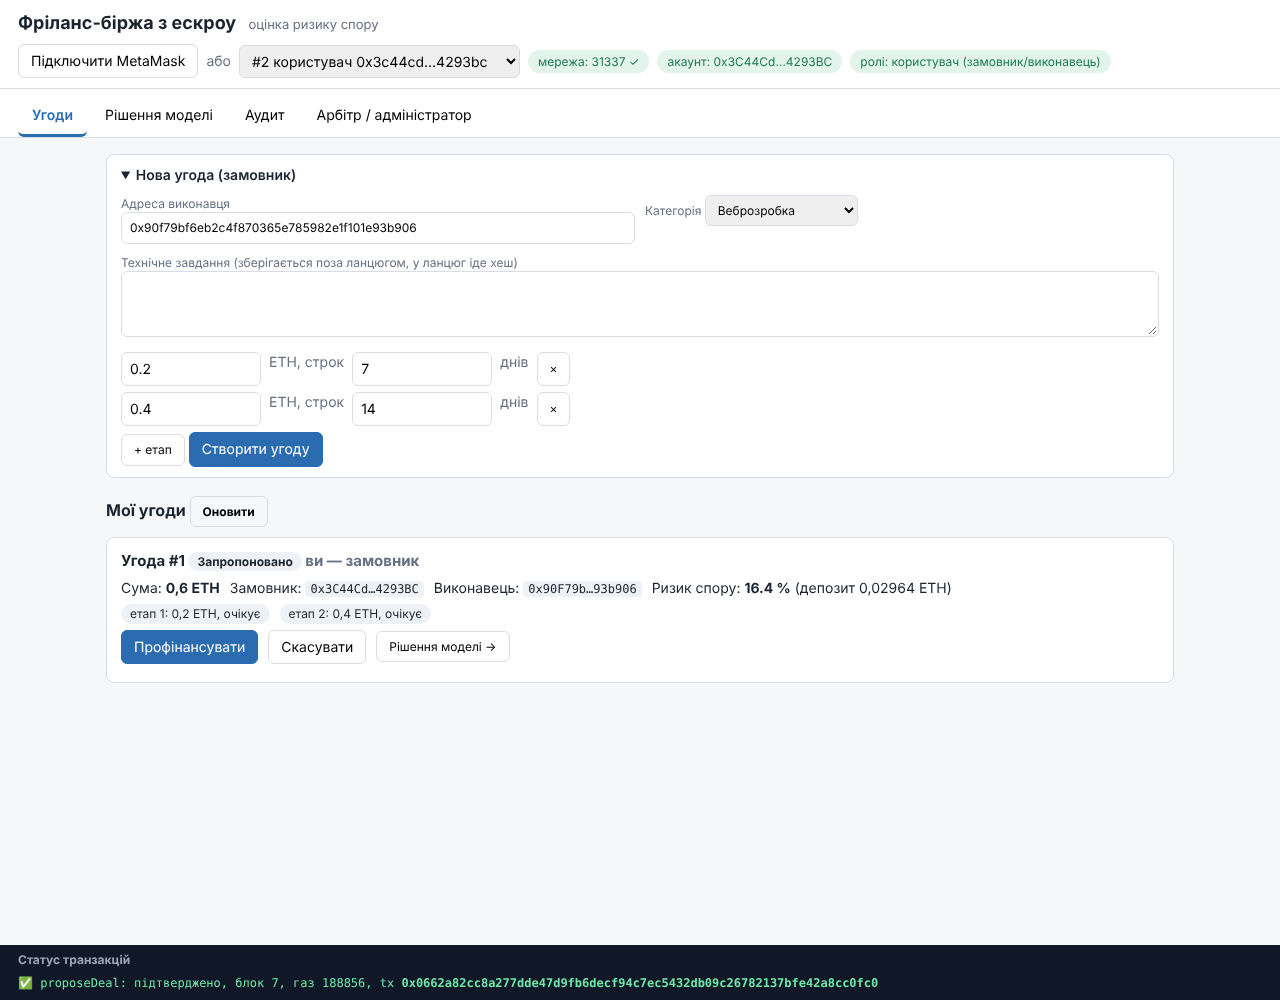 Фріланс-біржа з ескроу оцінка ризику спору
Підключити MetaMask або #2 користувач 0x3c44cd...4293bc мережа: 31337 ✓ акаунт: 0x3C44Cd…4293BC ролі: користувач (замовник/виконавець)
Угоди Рішення моделі Аудит Арбітр / адміністратор
▼ Нова угода (замовник)
Адреса виконавця
Категорія Веброзробка
0x90f79bf6eb2c4f870365e785982e1f101e93b906
Технічне завдання (зберігається поза ланцюгом, у ланцюг іде хеш)
0.2 ETH, строк 7 днів ×
0.4 ETH, строк 14 днів ×
+ етап Створити угоду
Мої угоди Оновити
Угода #1 Запропоновано ви — замовник
Сума: 0,6 ETH Замовник: 0x3C44Cd…4293BC Виконавець: 0x90F79b…93b906 Ризик спору: 16.4 % (депозит 0,02964 ETH)
етап 1: 0,2 ETH, очікує етап 2: 0,4 ETH, очікує
Профінансувати Скасувати Рішення моделі →
Статус транзакцій
✅ proposeDeal: підтверджено, блок 7, газ 188856, tx 0x0662a82cc8a277dde47d9fb6decf94c7ec5432db09c26782137bfe42a8cc0fc0